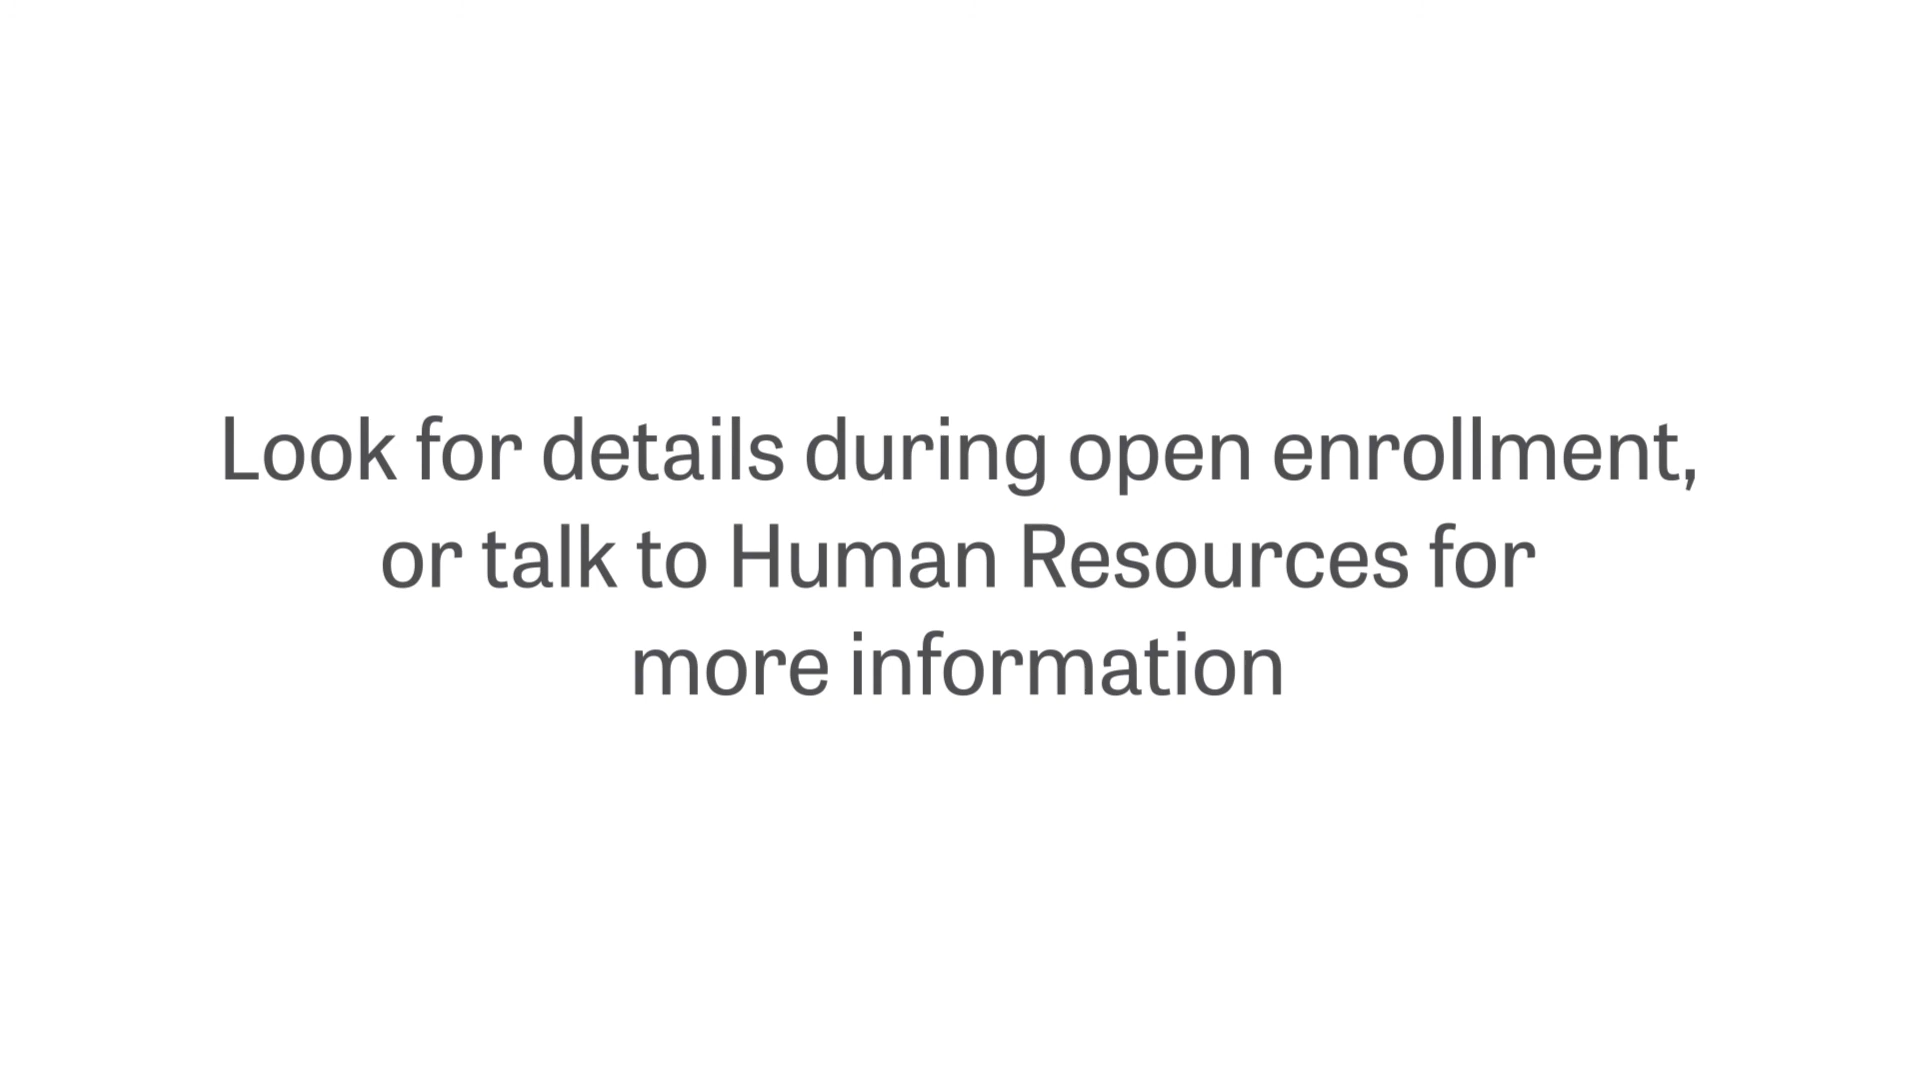 Look for details during open enrollment,
or talk to Human Resources for
more information